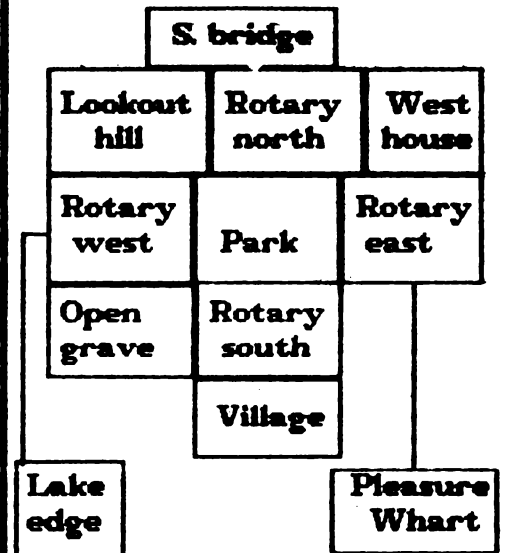 S. bridge
Lookout
hill
Rotary
north
West
house
Rotary
west
Park
Rotary
east
Open
grave
Rotary
south
Village
Lake
edge
Pleasure
Whart